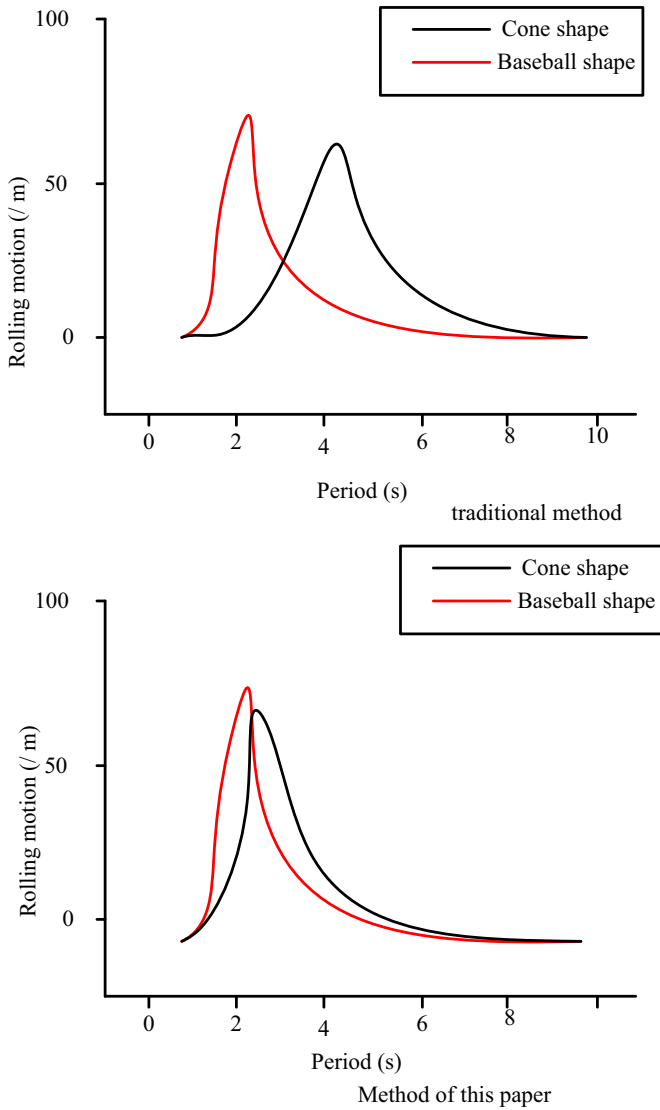 100
Cone shape
Baseball shape
50
0
Rolling motion (/ m)
0 2 4 6 8 10
Period (s)
traditional method
Cone shape
Baseball shape
100
50
0
Rolling motion (/ m)
0 2 4 6 8
Period (s)
Method of this paper